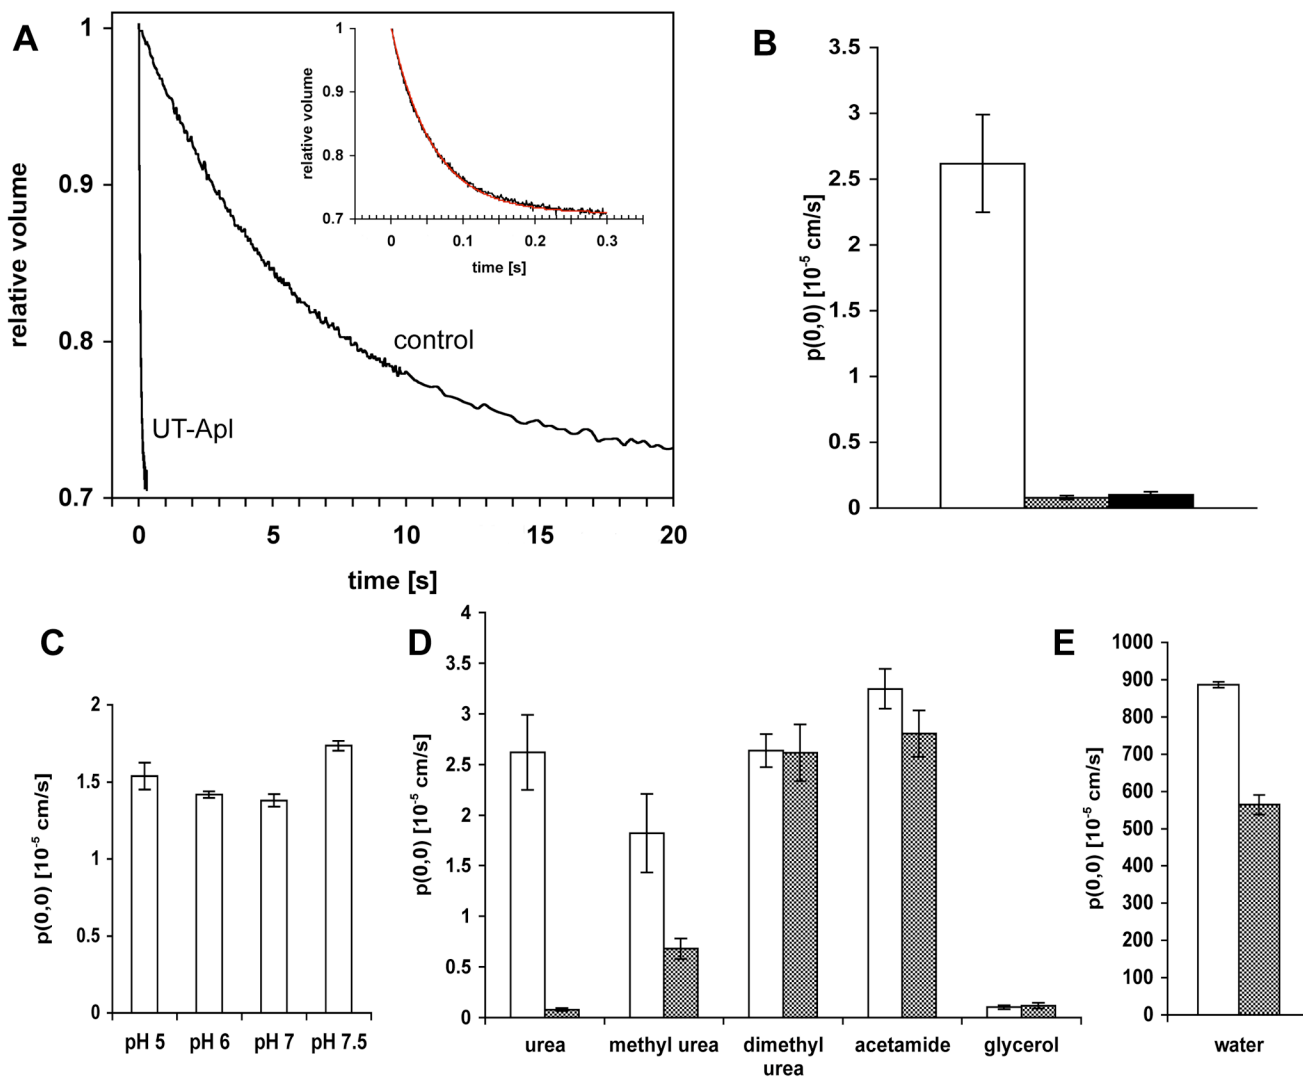 A
relative volume
1
0.9
0.8
0.7
0
5
10
15
20
time [s]
control
UT-Apl
relative volume
1
0.9
0.8
0.7
0
0.1
0.2
0.3
time [s]
B
p(0,0) [10-5 cm/s]
3.5
3
2.5
2
1.5
1
0.5
0
C
p(0,0) [10-5 cm/s]
2
1.5
1
0.5
0
pH 5
pH 6
pH 7
pH 7.5
D
p(0,0) [10-5 cm/s]
4
3.5
3
2.5
2
1.5
1
0.5
0
urea
methyl urea
dimethyl
urea
acetamide
glycerol
E
p(0,0) [10-5 cm/s]
1000
900
800
700
600
500
400
300
200
100
0
water